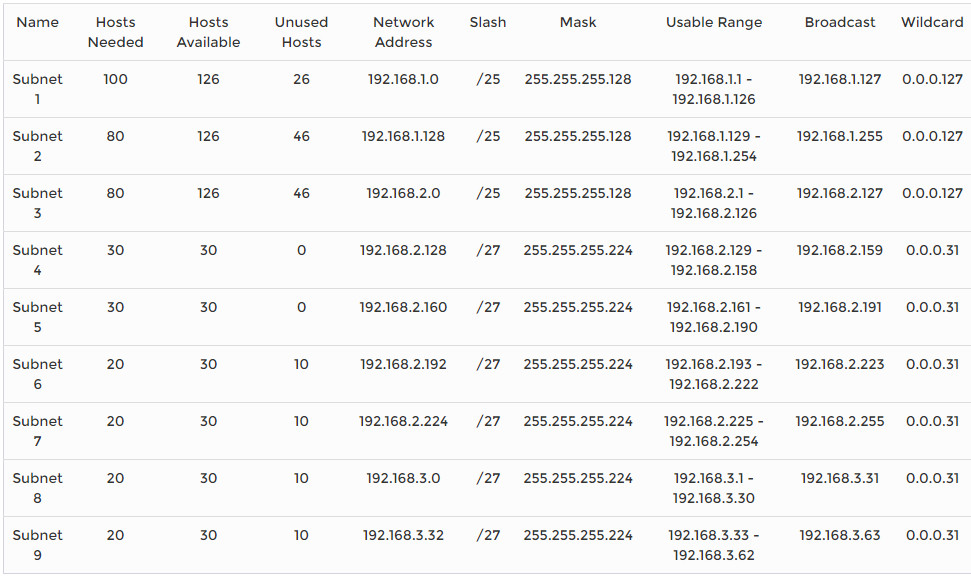 Name Hosts Needed Hosts Available Unused Hosts Network Address Slash Mask Usable Range Broadcast Wildcard
Subnet 1 100 126 26 192.168.1.0 /25 255.255.255.128 192.168.1.1 - 192.168.1.126 192.168.1.127 0.0.0.127
Subnet 2 80 126 46 192.168.1.128 /25 255.255.255.128 192.168.1.129 - 192.168.1.254 192.168.1.255 0.0.0.127
Subnet 3 80 126 46 192.168.2.0 /25 255.255.255.128 192.168.2.1 - 192.168.2.126 192.168.2.127 0.0.0.127
Subnet 4 30 30 0 192.168.2.128 /27 255.255.255.224 192.168.2.129 - 192.168.2.158 192.168.2.159 0.0.0.31
Subnet 5 30 30 0 192.168.2.160 /27 255.255.255.224 192.168.2.161 - 192.168.2.190 192.168.2.191 0.0.0.31
Subnet 6 20 30 10 192.168.2.192 /27 255.255.255.224 192.168.2.193 - 192.168.2.222 192.168.2.223 0.0.0.31
Subnet 7 20 30 10 192.168.2.224 /27 255.255.255.224 192.168.2.225 - 192.168.2.254 192.168.2.255 0.0.0.31
Subnet 8 20 30 10 192.168.3.0 /27 255.255.255.224 192.168.3.1 - 192.168.3.30 192.168.3.31 0.0.0.31
Subnet 9 20 30 10 192.168.3.32 /27 255.255.255.224 192.168.3.33 - 192.168.3.62 192.168.3.63 0.0.0.31